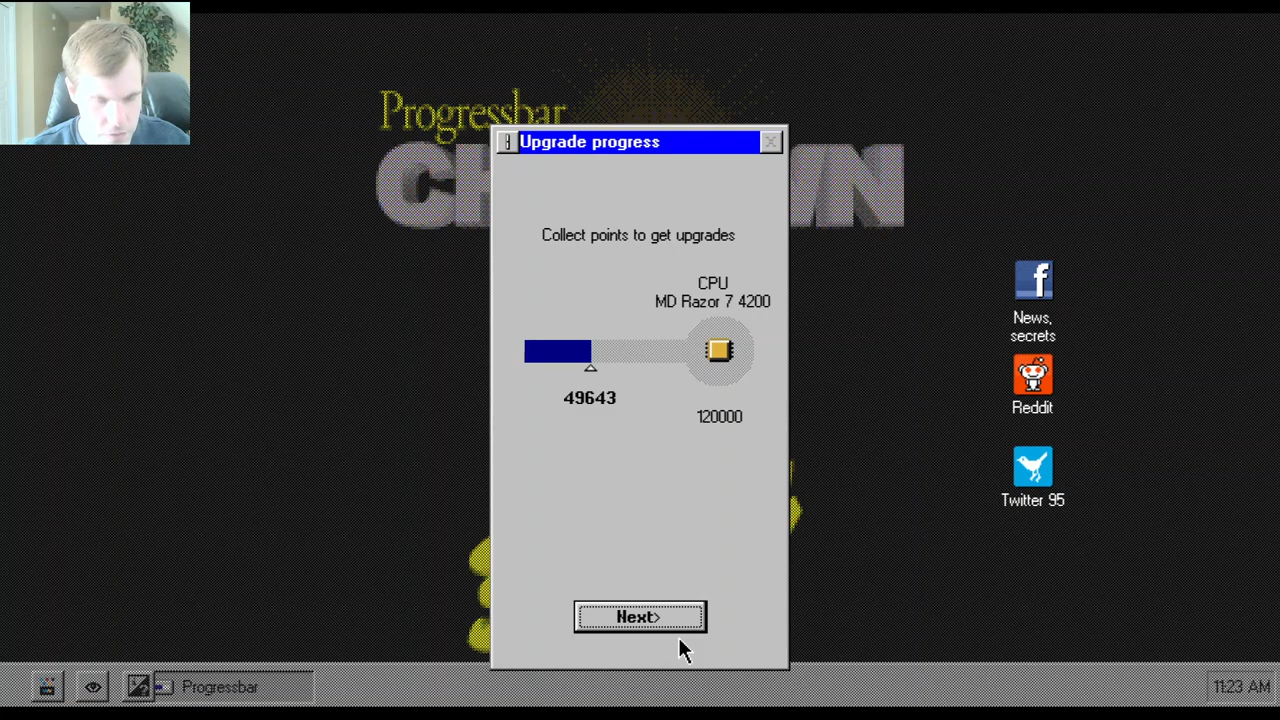 Progressbar
Upgrade progress
Collect points to get upgrades
CPU
MD Razor 7 4200
49643
120000
Next>
News,
secrets
Reddit
Twitter 95
Progressbar
11:23 AM